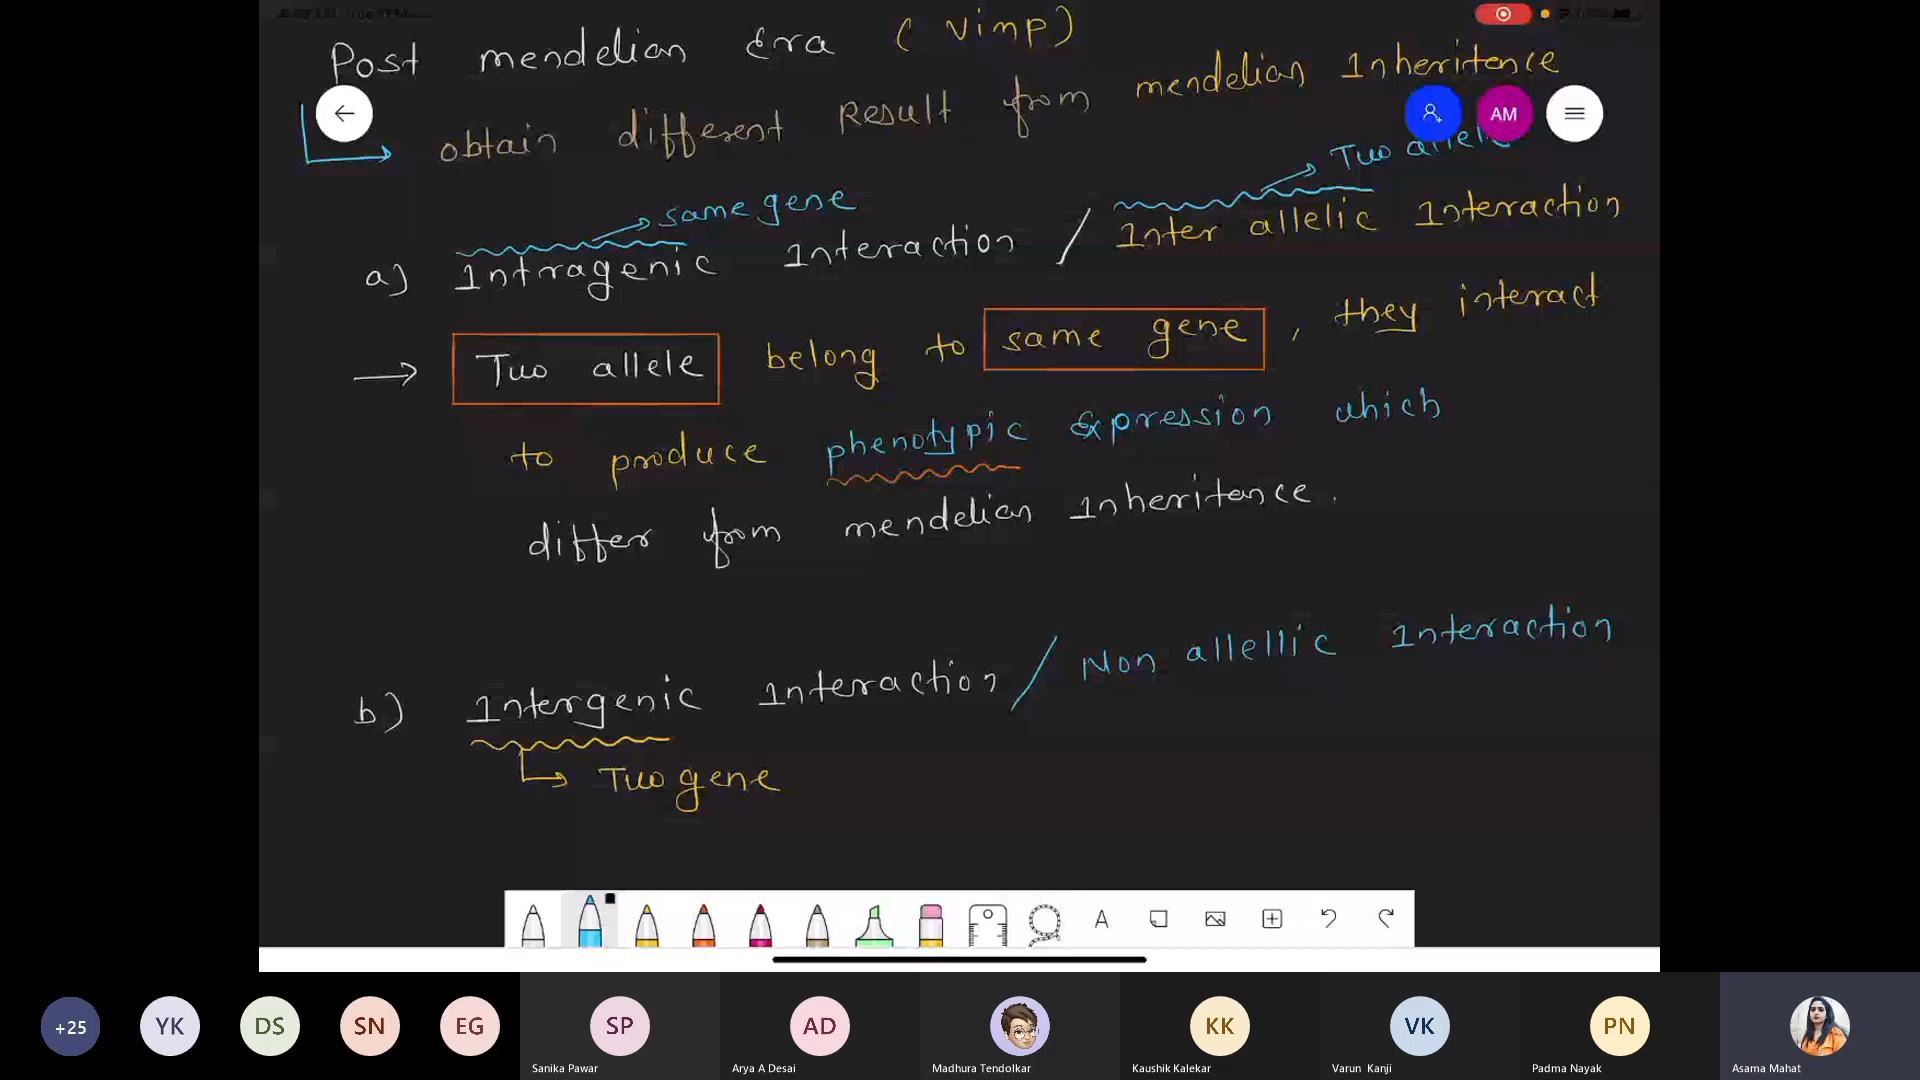 Post mendelian Era ( Vimp )
obtain different Result from mendelian Inheritence
AM
same gene
Two allele
a) Intragenic Interaction / Inter allelic Interaction
→ Two allele belong to same gene , they interact
to produce phenotypic Expression which
differ from mendelian Inheritance .
b) Intergenic Interaction / Non allellic Interaction
Two gene
A
+25
YK
DS
SN
EG
SP
AD
KK
VK
PN
Sanika Pawar
Arya A Desai
Madhura Tendolkar
Kaushik Kalekar
Varun Kanji
Padma Nayak
Asama Mahat